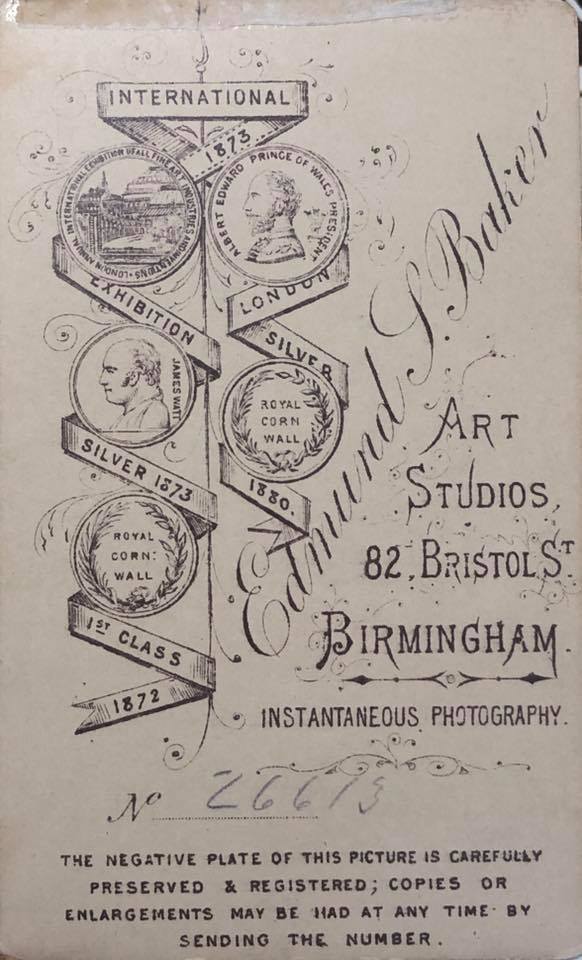 INTERNATIONAL
1873
LONDON ANNUAL INTERNATIONAL EXHIBITION OF ALL FINE ART INDUSTRIES AND INVENTIONS
ALBERT EDWARD PRINCE OF WALES PRESIDENT
EXHIBITION
LONDON
JAMES WATT
SILVER
ROYAL
CORN
WALL
SILVER 1873
1880.
ROYAL
CORN:
WALL
1ST CLASS
1872
Edmund S. Baker
ART
STUDIOS,
82, BRISTOL ST
BIRMINGHAM.
INSTANTANEOUS PHOTOGRAPHY.
No 26613
THE NEGATIVE PLATE OF THIS PICTURE IS CAREFULLY
PRESERVED & REGISTERED; COPIES OR
ENLARGEMENTS MAY BE HAD AT ANY TIME BY
SENDING THE NUMBER.